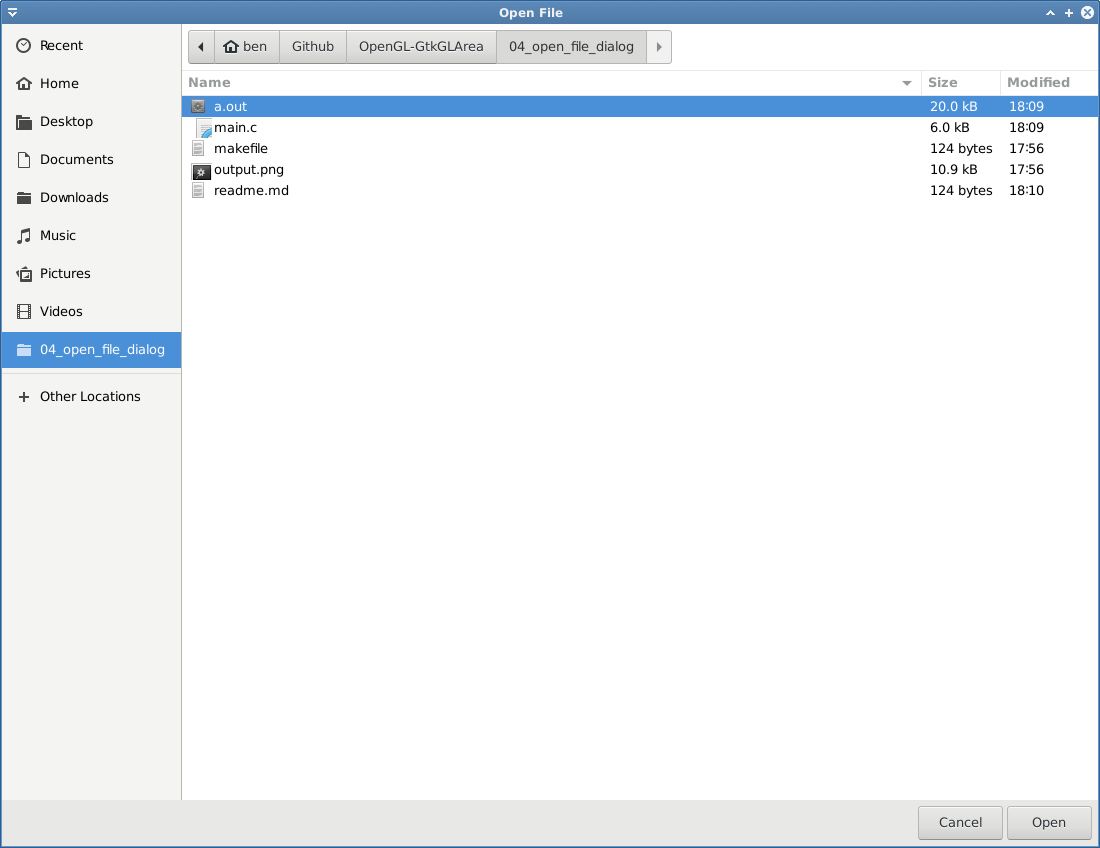 Open File
Recent
Home
Desktop
Documents
Downloads
Music
Pictures
Videos
04_open_file_dialog
Other Locations
ben Github OpenGL-GtkGLArea 04_open_file_dialog
Name Size Modified
a.out 20.0 kB 18:09
main.c 6.0 kB 18:09
makefile 124 bytes 17:56
output.png 10.9 kB 17:56
readme.md 124 bytes 18:10
Cancel Open